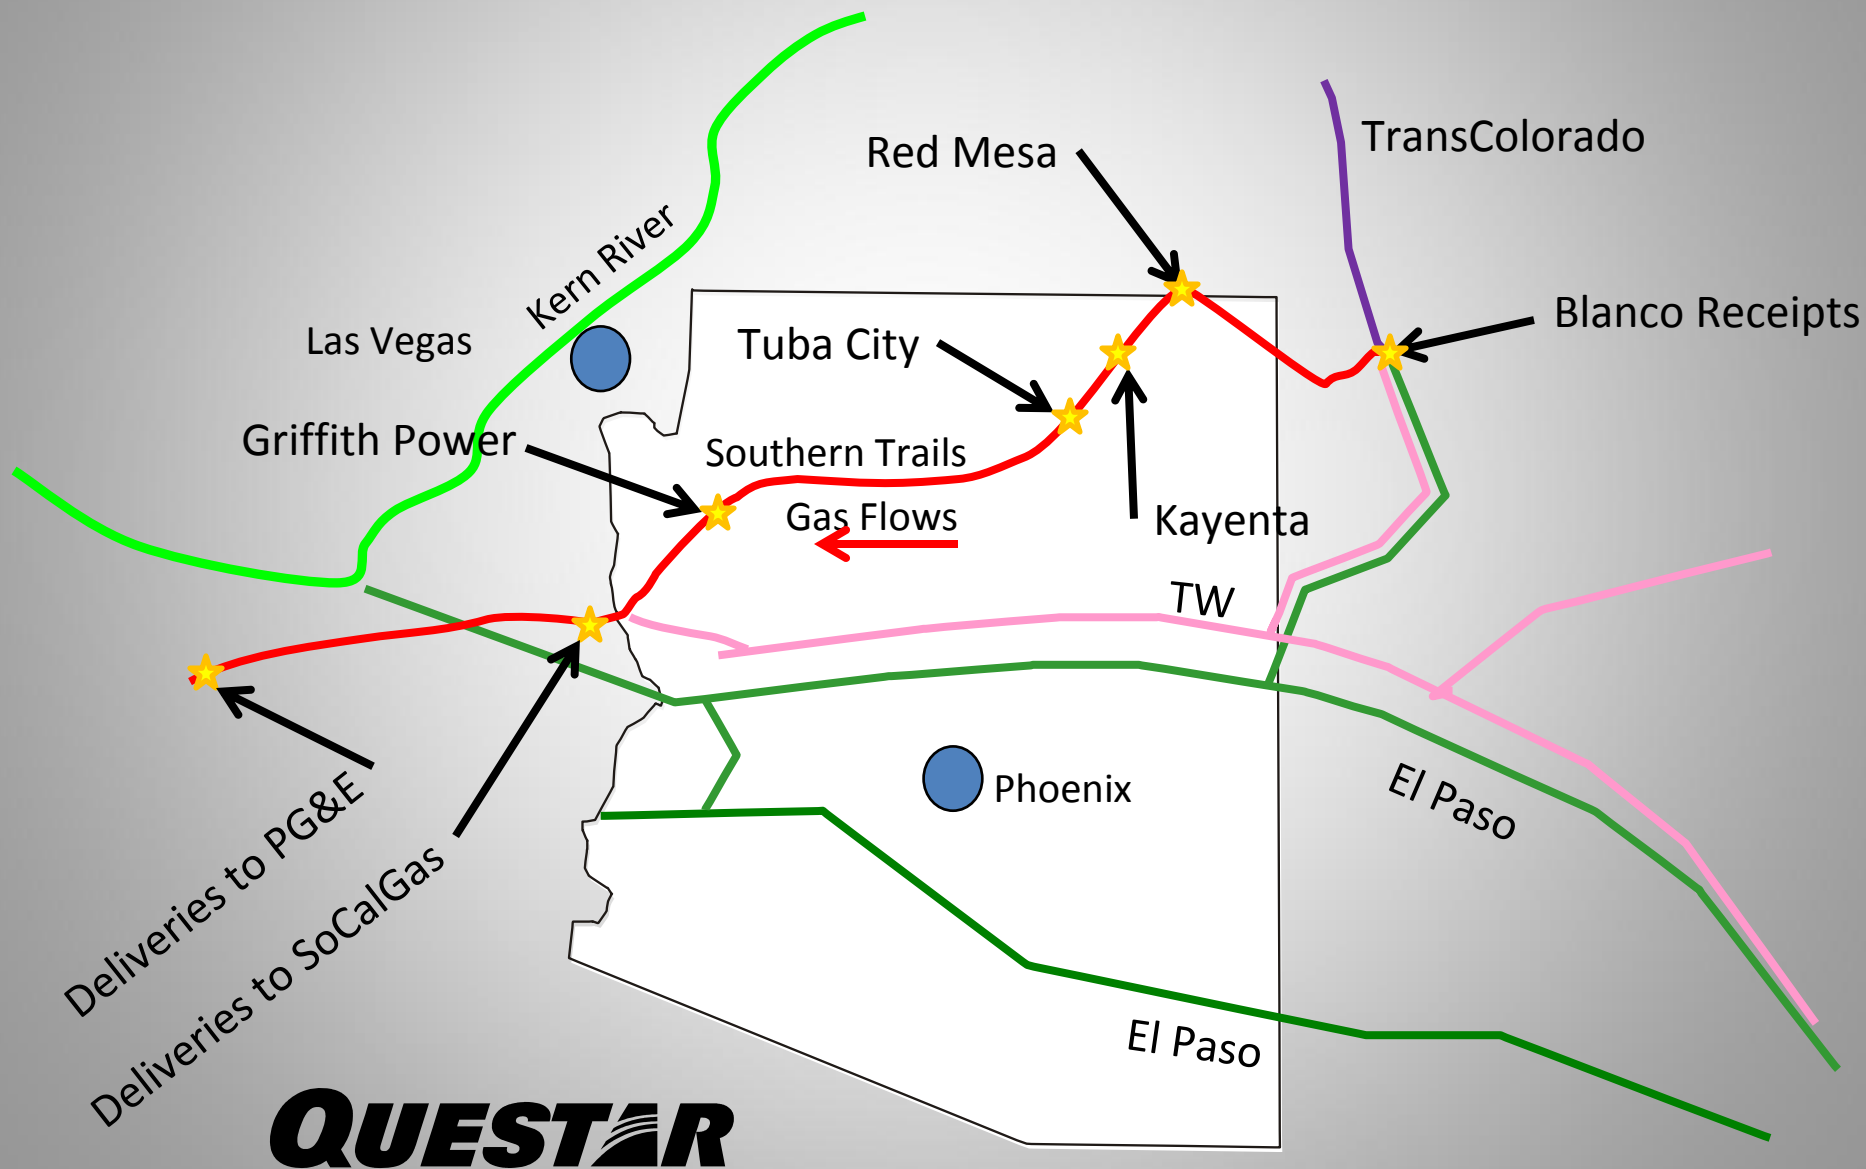 TransColorado
Red Mesa
Kern River
Blanco Receipts
Las Vegas
Tuba City
Griffith Power
Southern Trails
Gas Flows
Kayenta
TW
Phoenix
El Paso
Deliveries to PG&E
Deliveries to SoCalGas
El Paso
QUESTAR